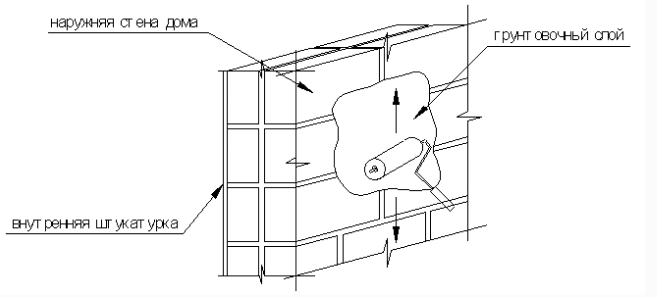 наружняя стена дома
грунтовочный слой
внутренняя штукатурка